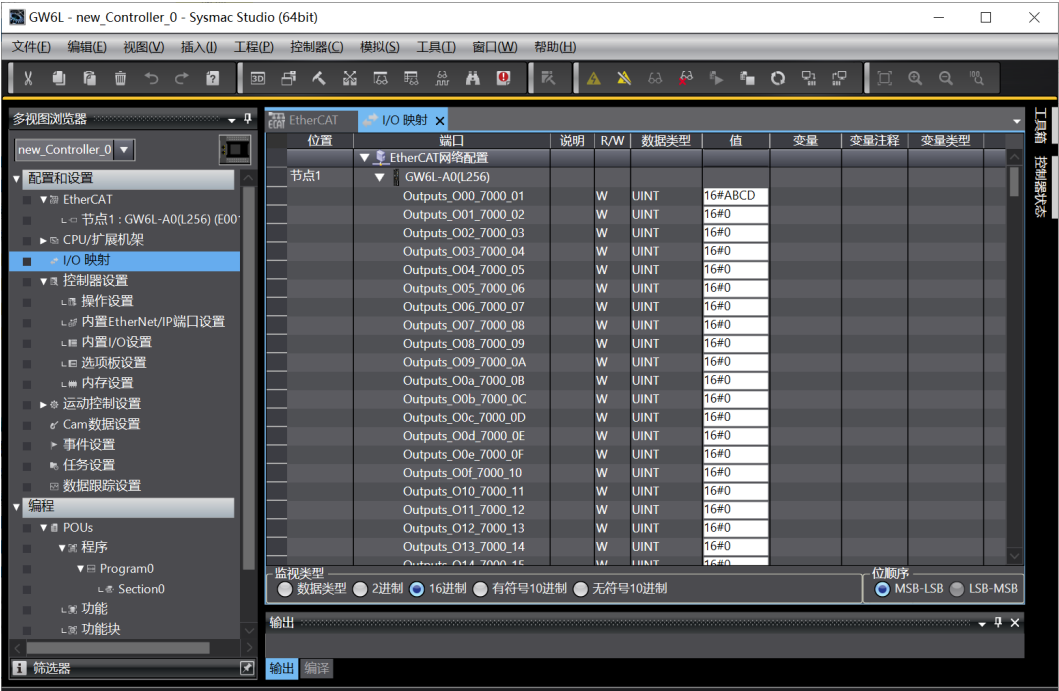 GW6L - new_Controller_0 - Sysmac Studio (64bit)
文件(F) 编辑(E) 视图(V) 插入(I) 工程(P) 控制器(C) 模拟(S) 工具(T) 窗口(W) 帮助(H)
多视图浏览器
new_Controller_0
配置和设置
EtherCAT
节点1 : GW6L-A0(L256) (E00
CPU/扩展机架
I/O 映射
控制器设置
操作设置
内置EtherNet/IP端口设置
内置I/O设置
选项板设置
内存设置
运动控制设置
Cam数据设置
事件设置
任务设置
数据跟踪设置
编程
POUs
程序
Program0
Section0
功能
功能块
筛选器
EtherCAT I/O 映射
位置 端口 说明 R/W 数据类型 值 变量 变量注释 变量类型
EtherCAT网络配置
节点1 GW6L-A0(L256)
Outputs_O00_7000_01 W UINT 16#ABCD
Outputs_O01_7000_02 W UINT 16#0
Outputs_O02_7000_03 W UINT 16#0
Outputs_O03_7000_04 W UINT 16#0
Outputs_O04_7000_05 W UINT 16#0
Outputs_O05_7000_06 W UINT 16#0
Outputs_O06_7000_07 W UINT 16#0
Outputs_O07_7000_08 W UINT 16#0
Outputs_O08_7000_09 W UINT 16#0
Outputs_O09_7000_0A W UINT 16#0
Outputs_O0a_7000_0B W UINT 16#0
Outputs_O0b_7000_0C W UINT 16#0
Outputs_O0c_7000_0D W UINT 16#0
Outputs_O0d_7000_0E W UINT 16#0
Outputs_O0e_7000_0F W UINT 16#0
Outputs_O0f_7000_10 W UINT 16#0
Outputs_O10_7000_11 W UINT 16#0
Outputs_O11_7000_12 W UINT 16#0
Outputs_O12_7000_13 W UINT 16#0
Outputs_O13_7000_14 W UINT 16#0
Outputs_O14_7000_15 W UINT 16#0
监视类型
数据类型 2进制 16进制 有符号10进制 无符号10进制
位顺序
MSB-LSB LSB-MSB
输出
输出 编译
工具箱
控制器状态